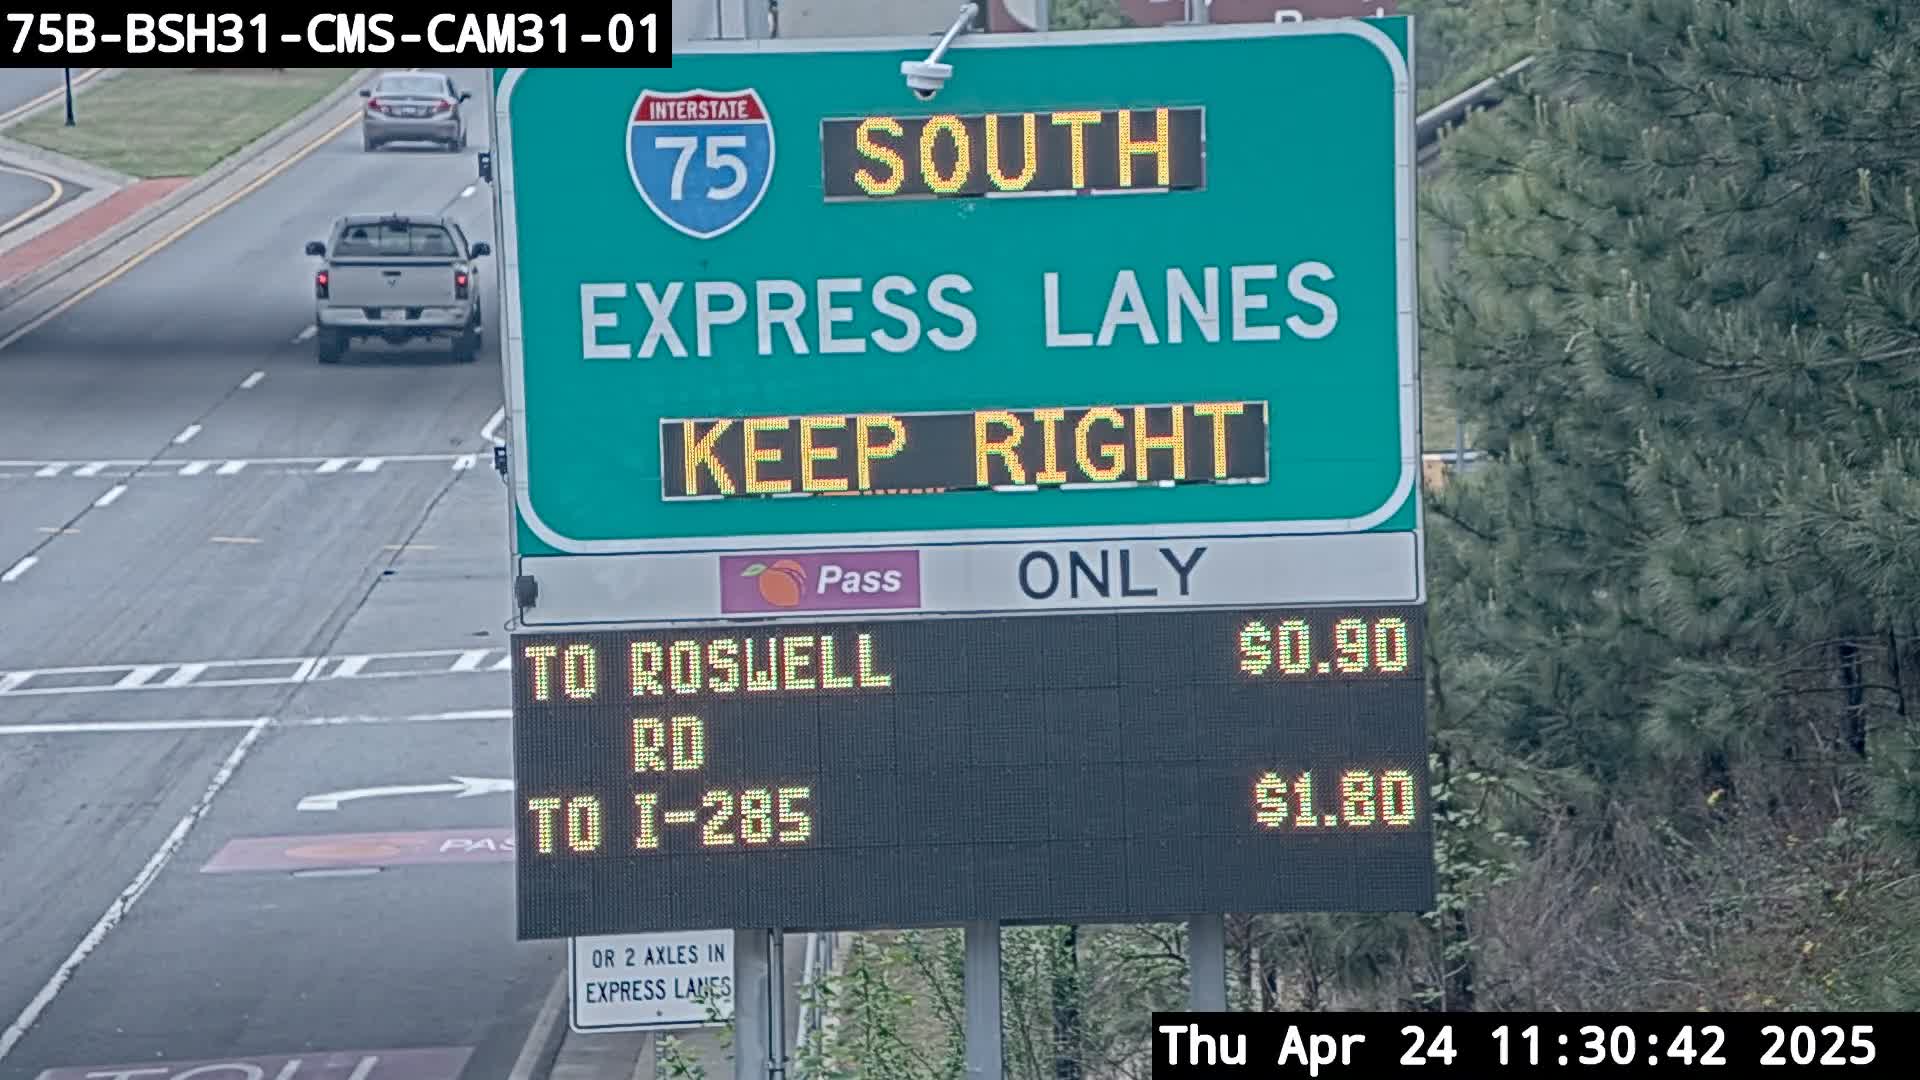 75B-BSH31-CMS-CAM31-01
INTERSTATE
75
SOUTH
EXPRESS LANES
KEEP RIGHT
Pass ONLY
TO ROSWELL $0.90
RD
TO I-285 $1.80
OR 2 AXLES IN
EXPRESS LANES
TOLL
Thu Apr 24 11:30:42 2025